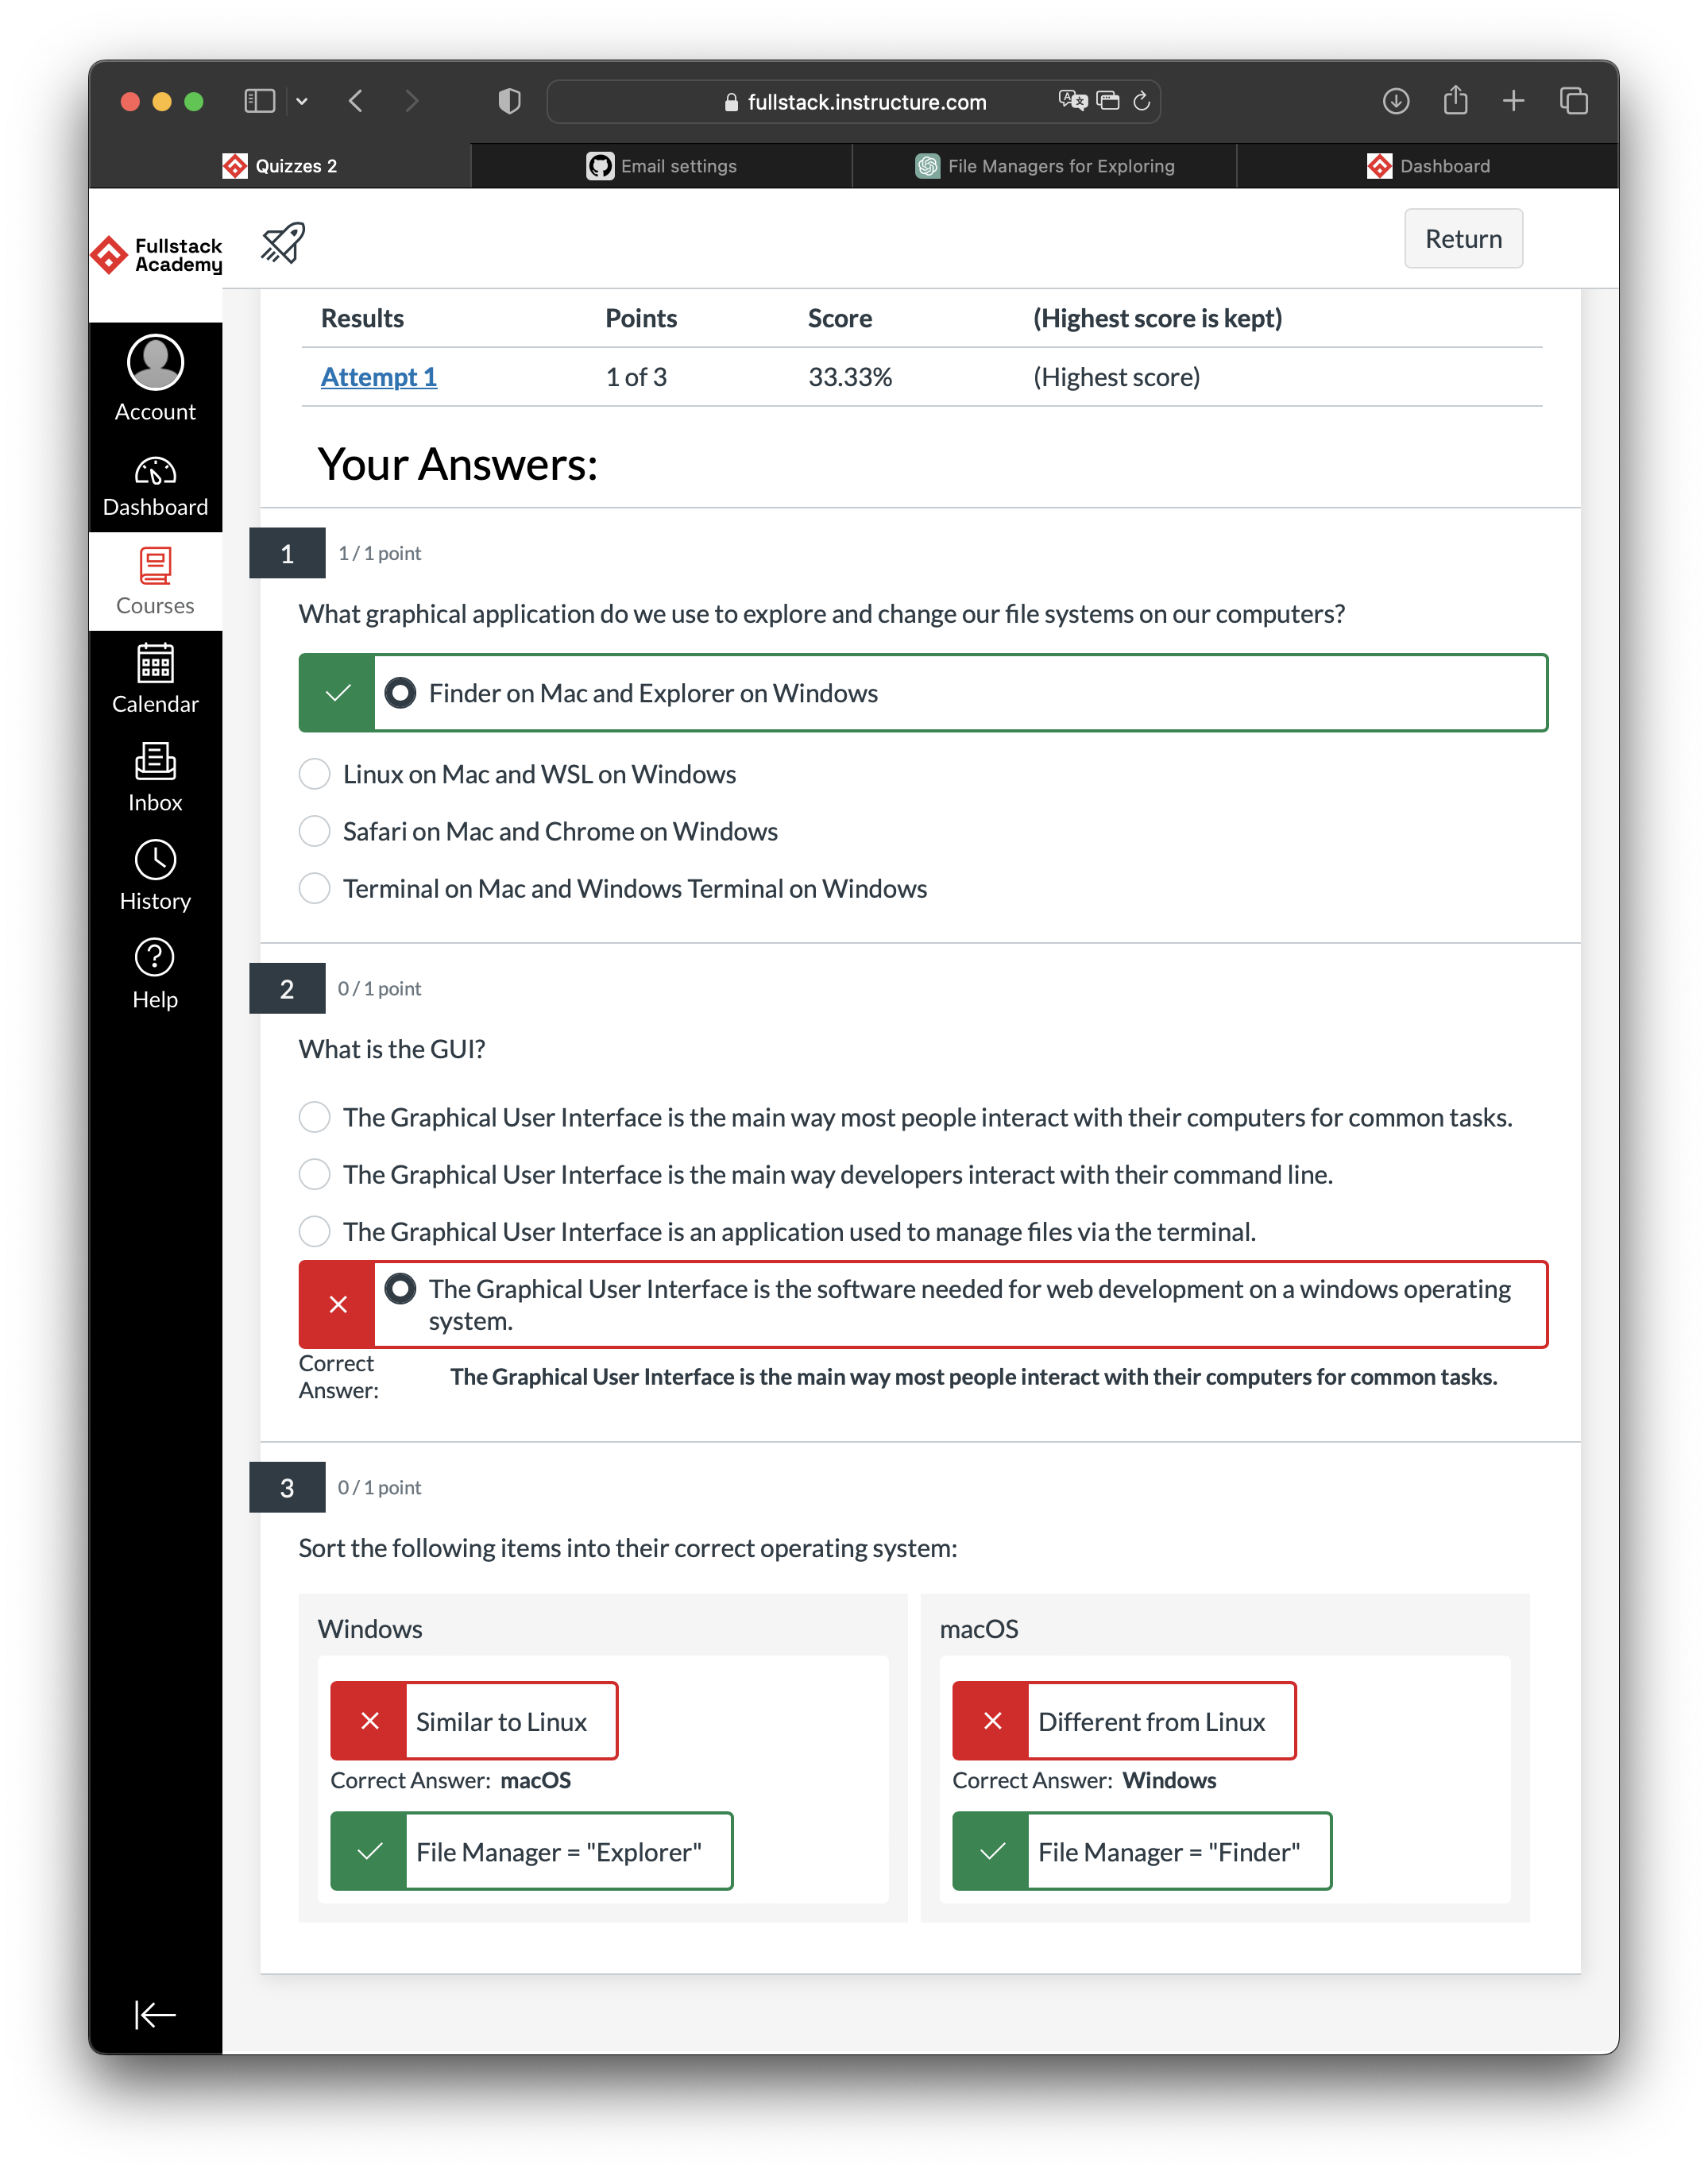 fullstack.instructure.com
Quizzes 2
Email settings
File Managers for Exploring
Dashboard
Fullstack
Academy
Return
Account
Dashboard
Courses
Calendar
Inbox
History
Help
Results Points Score (Highest score is kept)
Attempt 1 1 of 3 33.33% (Highest score)
Your Answers:
1 1 / 1 point
What graphical application do we use to explore and change our file systems on our computers?
Finder on Mac and Explorer on Windows
Linux on Mac and WSL on Windows
Safari on Mac and Chrome on Windows
Terminal on Mac and Windows Terminal on Windows
2 0 / 1 point
What is the GUI?
The Graphical User Interface is the main way most people interact with their computers for common tasks.
The Graphical User Interface is the main way developers interact with their command line.
The Graphical User Interface is an application used to manage files via the terminal.
The Graphical User Interface is the software needed for web development on a windows operating
system.
Correct
Answer:
The Graphical User Interface is the main way most people interact with their computers for common tasks.
3 0 / 1 point
Sort the following items into their correct operating system:
Windows
Similar to Linux
Correct Answer: macOS
File Manager = "Explorer"
macOS
Different from Linux
Correct Answer: Windows
File Manager = "Finder"